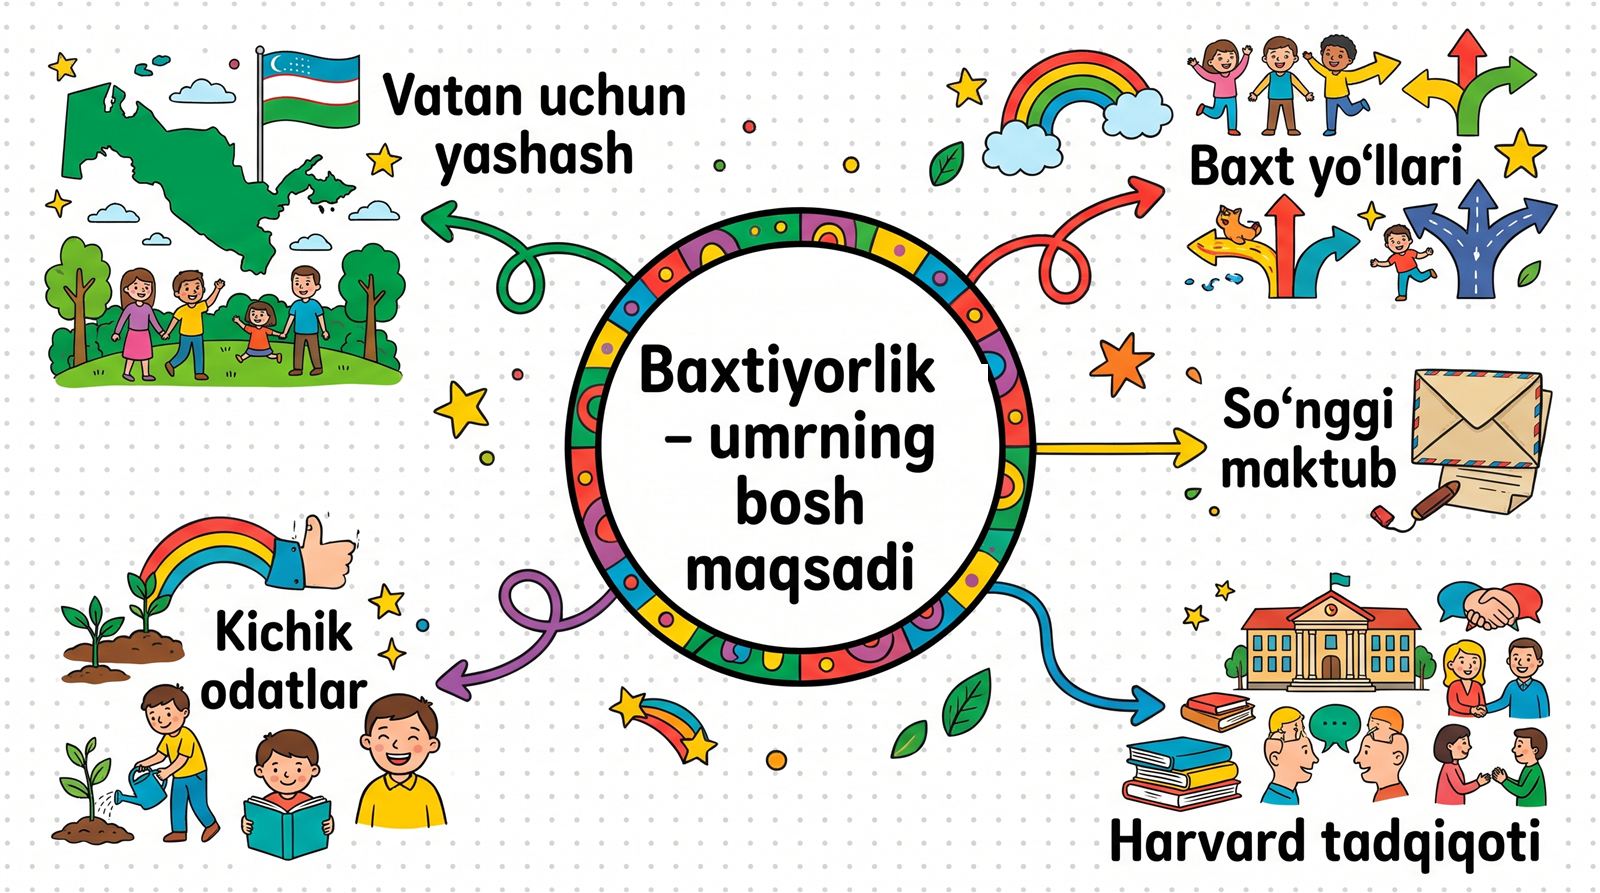 Vatan uchun
yashash
Baxt yo‘llari
Baxtiyorlik
– umrning
bosh
maqsadi
So‘nggi
maktub
Kichik
odatlar
Harvard tadqiqoti